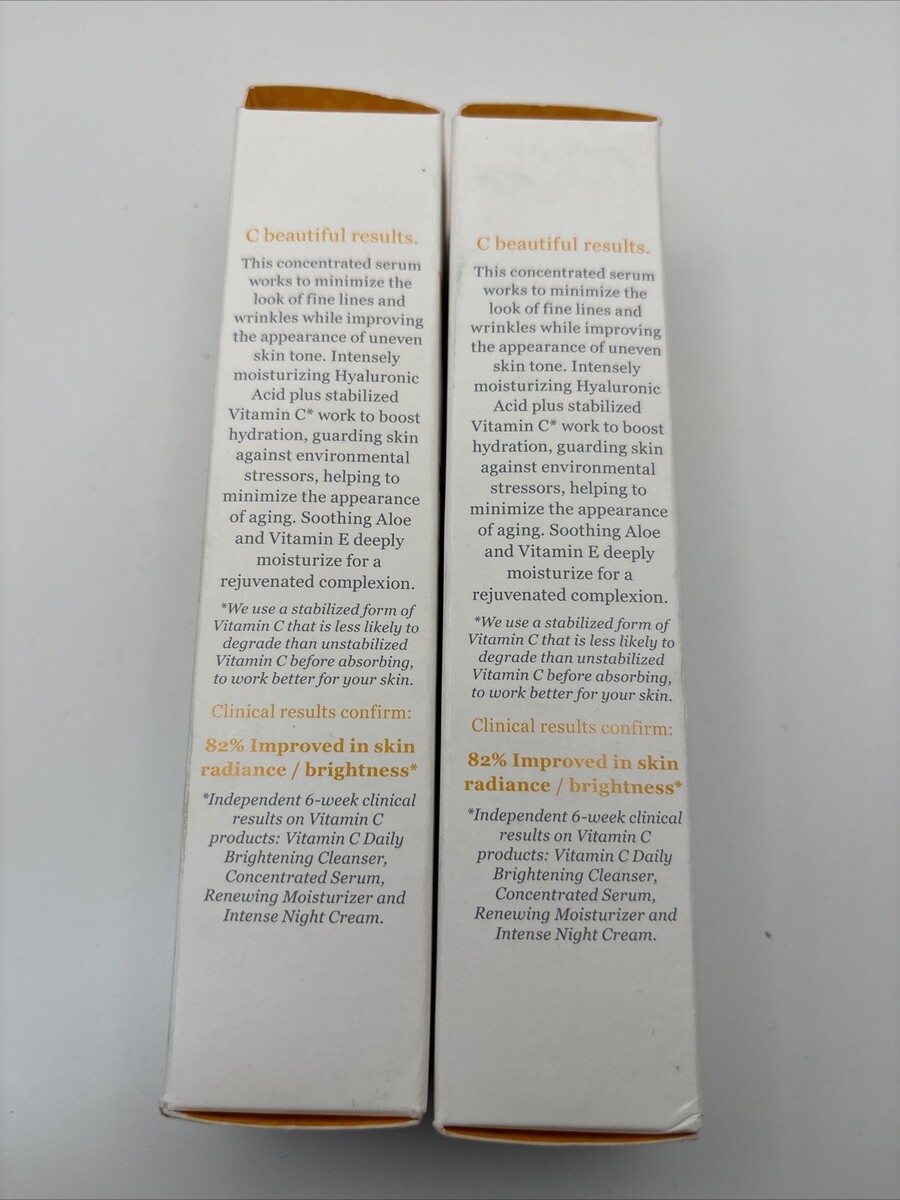 C beautiful results.
This concentrated serum
works to minimize the
look of fine lines and
wrinkles while improving
the appearance of uneven
skin tone. Intensely
moisturizing Hyaluronic
Acid plus stabilized
Vitamin C* work to boost
hydration, guarding skin
against environmental
stressors, helping to
minimize the appearance
of aging. Soothing Aloe
and Vitamin E deeply
moisturize for a
rejuvenated complexion.
*We use a stabilized form of
Vitamin C that is less likely to
degrade than unstabilized
Vitamin C before absorbing,
to work better for your skin.
Clinical results confirm:
82% Improved in skin
radiance / brightness*
*Independent 6-week clinical
results on Vitamin C
products: Vitamin C Daily
Brightening Cleanser,
Concentrated Serum,
Renewing Moisturizer and
Intense Night Cream.
C beautiful results.
This concentrated serum
works to minimize the
look of fine lines and
wrinkles while improving
the appearance of uneven
skin tone. Intensely
moisturizing Hyaluronic
Acid plus stabilized
Vitamin C* work to boost
hydration, guarding skin
against environmental
stressors, helping to
minimize the appearance
of aging. Soothing Aloe
and Vitamin E deeply
moisturize for a
rejuvenated complexion.
*We use a stabilized form of
Vitamin C that is less likely to
degrade than unstabilized
Vitamin C before absorbing,
to work better for your skin.
Clinical results confirm:
82% Improved in skin
radiance / brightness*
*Independent 6-week clinical
results on Vitamin C
products: Vitamin C Daily
Brightening Cleanser,
Concentrated Serum,
Renewing Moisturizer and
Intense Night Cream.